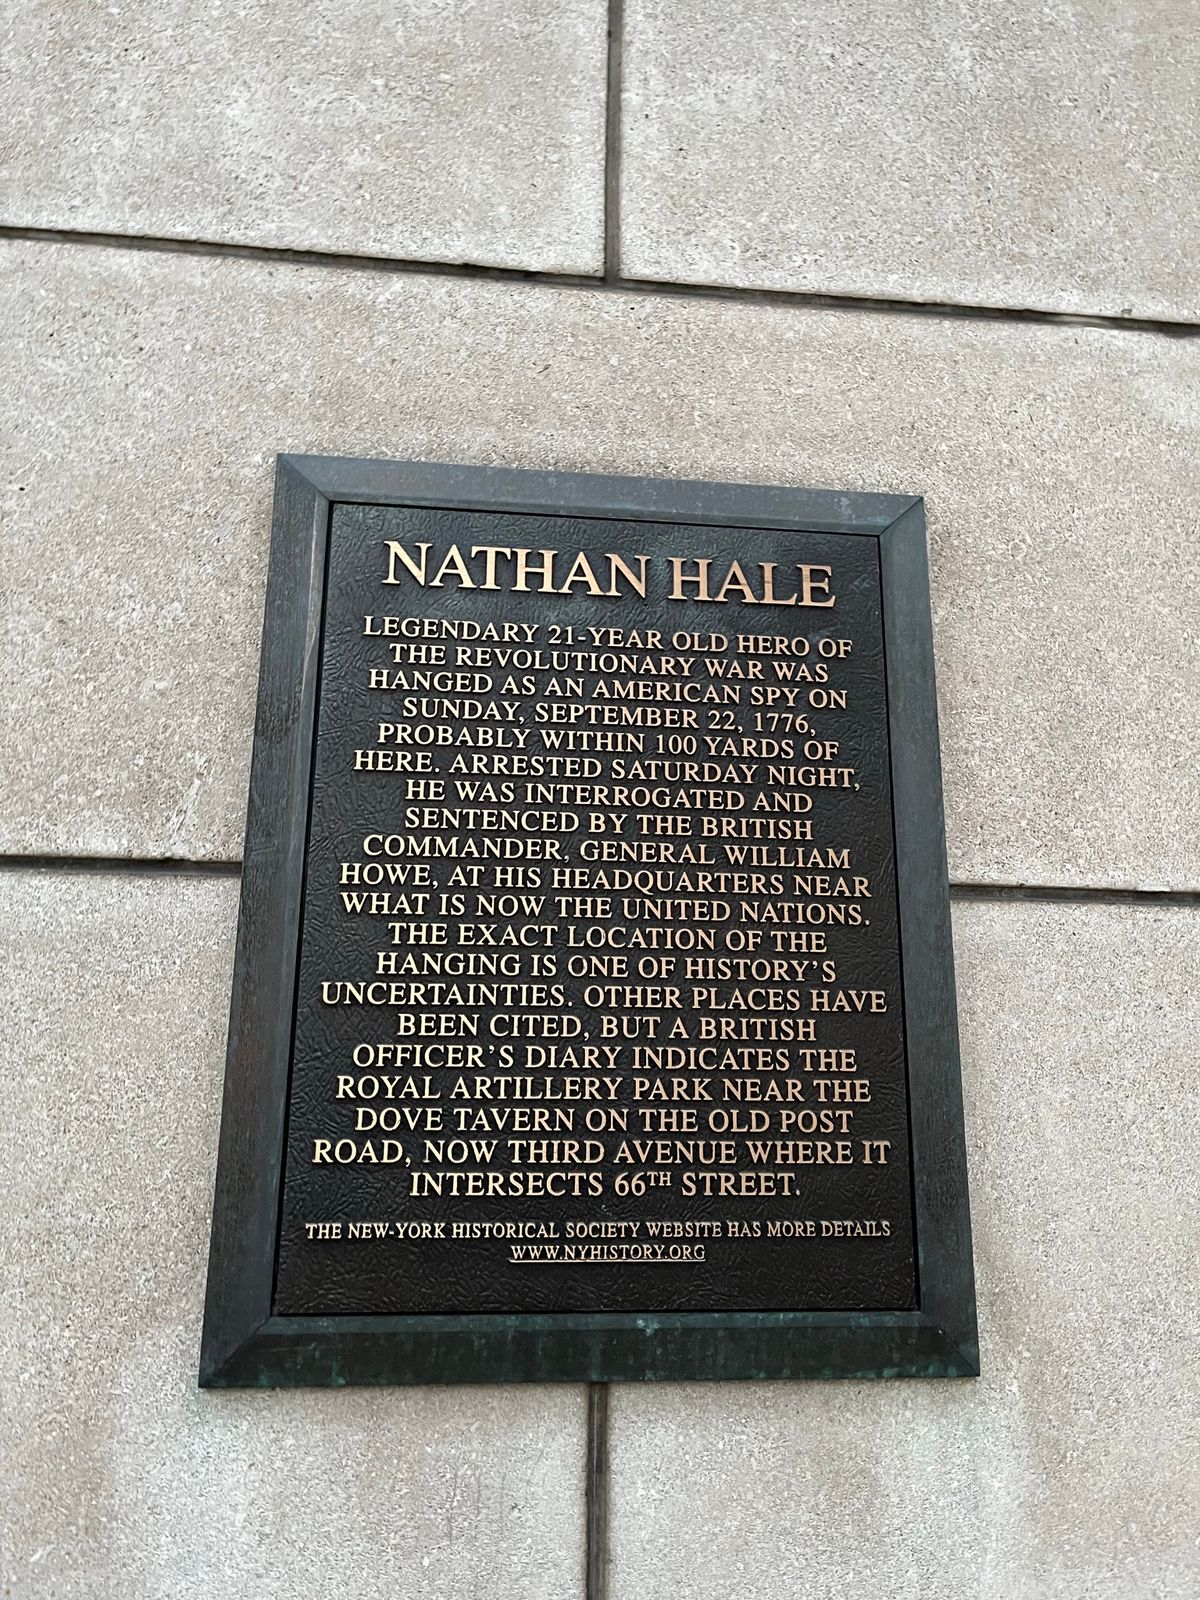 NATHAN HALE
LEGENDARY 21-YEAR OLD HERO OF
THE REVOLUTIONARY WAR WAS
HANGED AS AN AMERICAN SPY ON
SUNDAY, SEPTEMBER 22, 1776,
PROBABLY WITHIN 100 YARDS OF
HERE. ARRESTED SATURDAY NIGHT,
HE WAS INTERROGATED AND
SENTENCED BY THE BRITISH
COMMANDER, GENERAL WILLIAM
HOWE, AT HIS HEADQUARTERS NEAR
WHAT IS NOW THE UNITED NATIONS.
THE EXACT LOCATION OF THE
HANGING IS ONE OF HISTORY'S
UNCERTAINTIES. OTHER PLACES HAVE
BEEN CITED, BUT A BRITISH
OFFICER'S DIARY INDICATES THE
ROYAL ARTILLERY PARK NEAR THE
DOVE TAVERN ON THE OLD POST
ROAD, NOW THIRD AVENUE WHERE IT
INTERSECTS 66TH STREET.
THE NEW-YORK HISTORICAL SOCIETY WEBSITE HAS MORE DETAILS
WWW.NYHISTORY.ORG